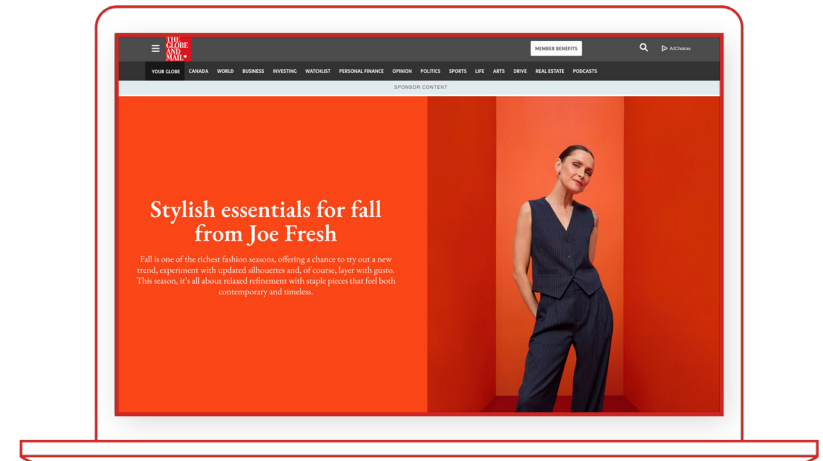 THE
GLOBE
AND
MAIL*
MEMBER BENEFITS
AdChoices
YOUR GLOBE CANADA WORLD BUSINESS INVESTING WATCHLIST PERSONAL FINANCE OPINION POLITICS SPORTS LIFE ARTS DRIVE REAL ESTATE PODCASTS
SPONSOR CONTENT
Stylish essentials for fall
from Joe Fresh
Fall is one of the richest fashion seasons, offering a chance to try out a new
trend, experiment with updated silhouettes and, of course, layer with gusto.
This season, it's all about relaxed refinement with staple pieces that feel both
contemporary and timeless.